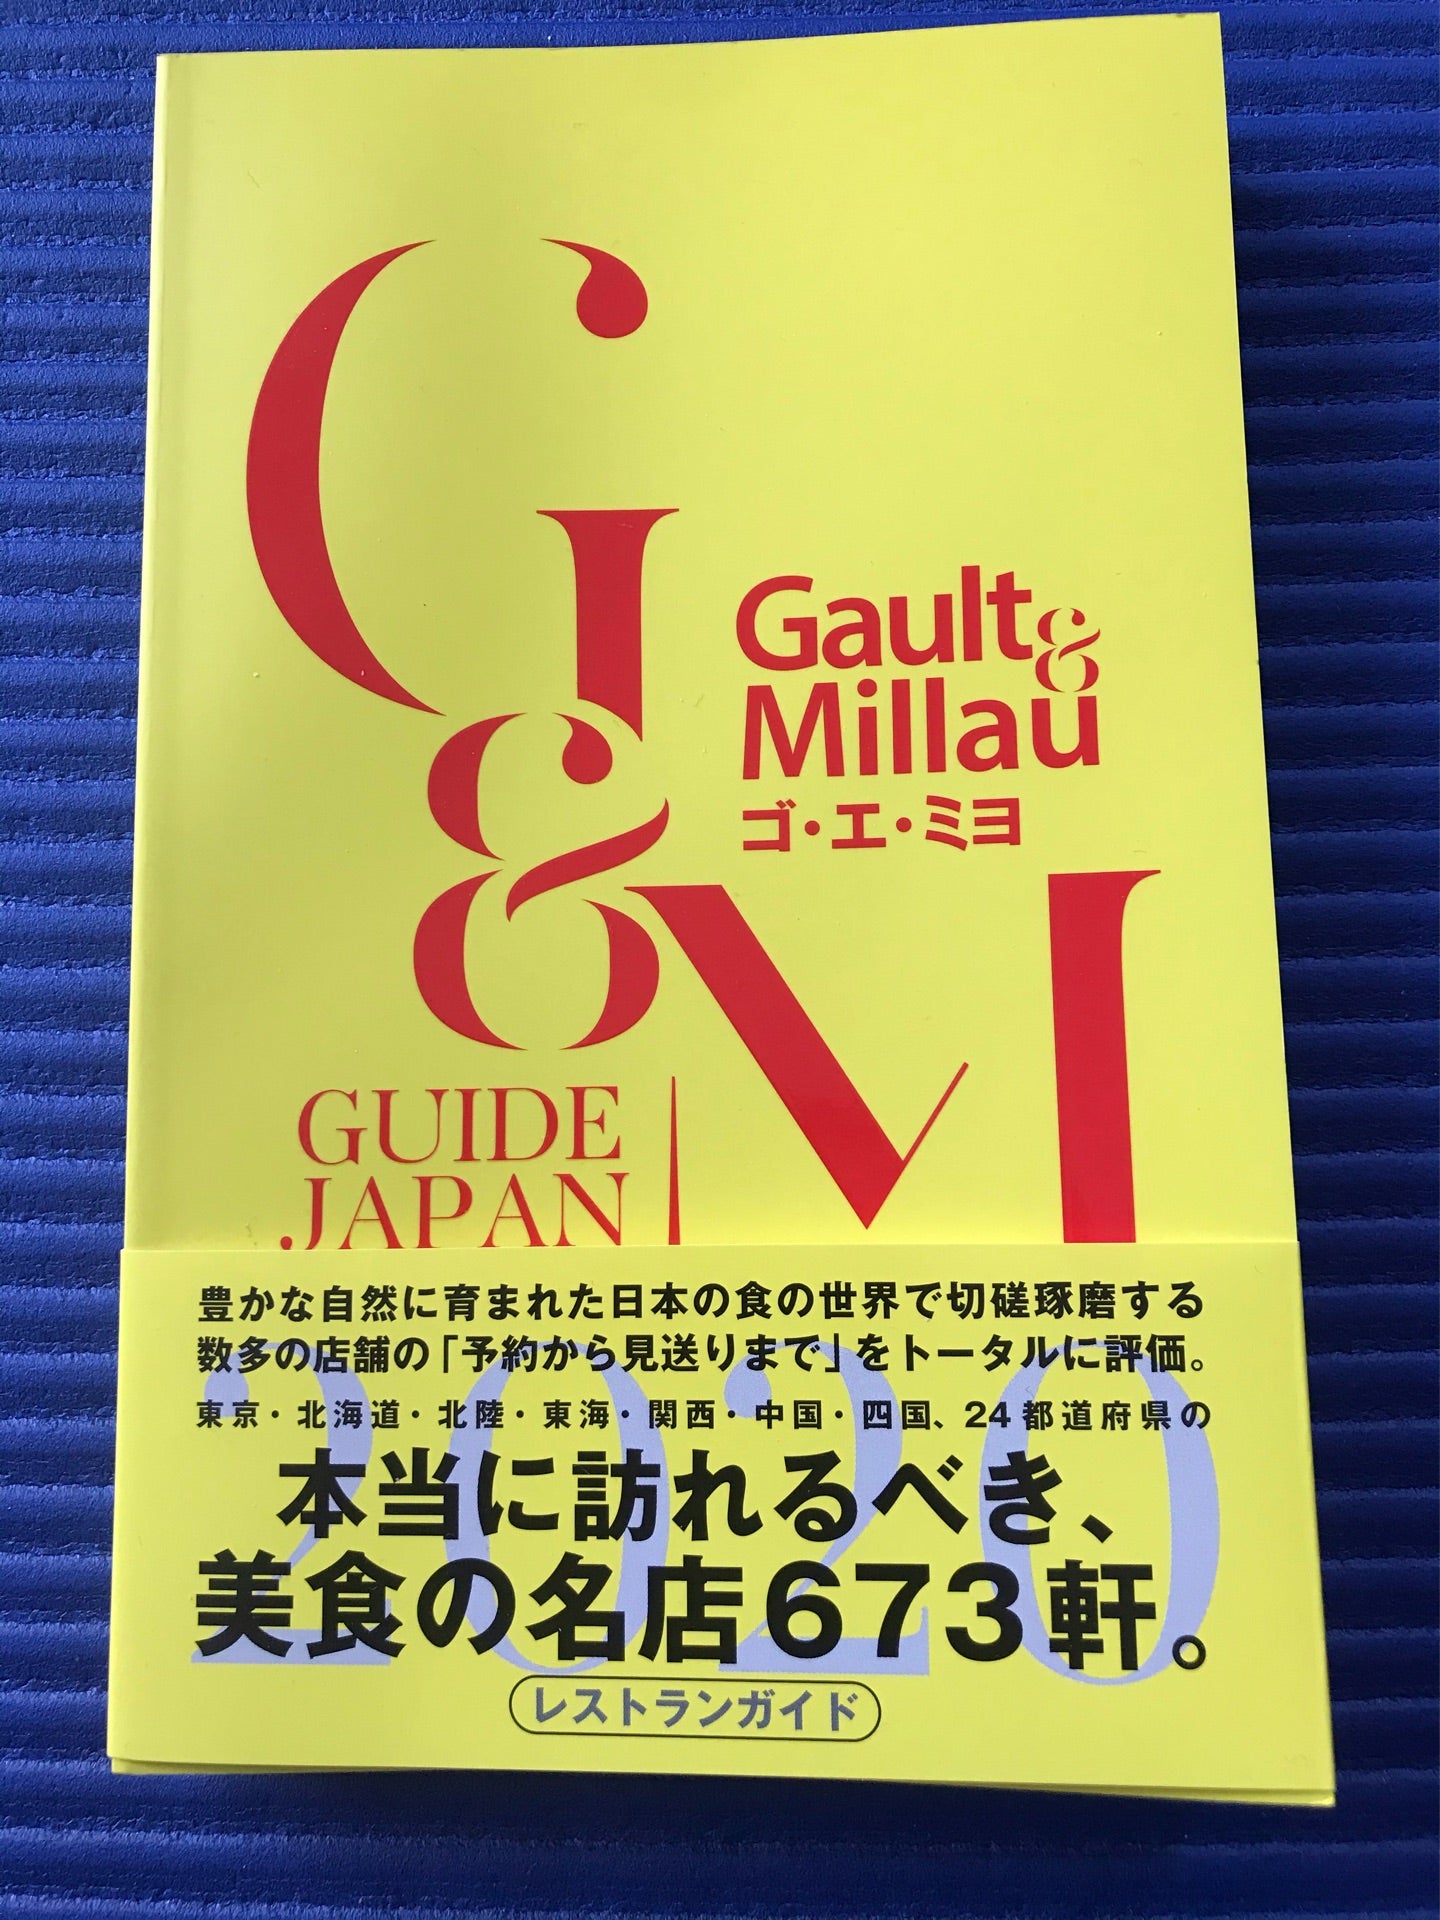 G
&
M
Gault&
Millau
ゴ・エ・ミヨ
GUIDE
JAPAN
豊かな自然に育まれた日本の食の世界で切磋琢磨する
数多の店舗の「予約から見送りまで」をトータルに評価。
東京・北海道・北陸・東海・関西・中国・四国、24都道府県の
本当に訪れるべき、
美食の名店673軒。
2020
レストランガイド